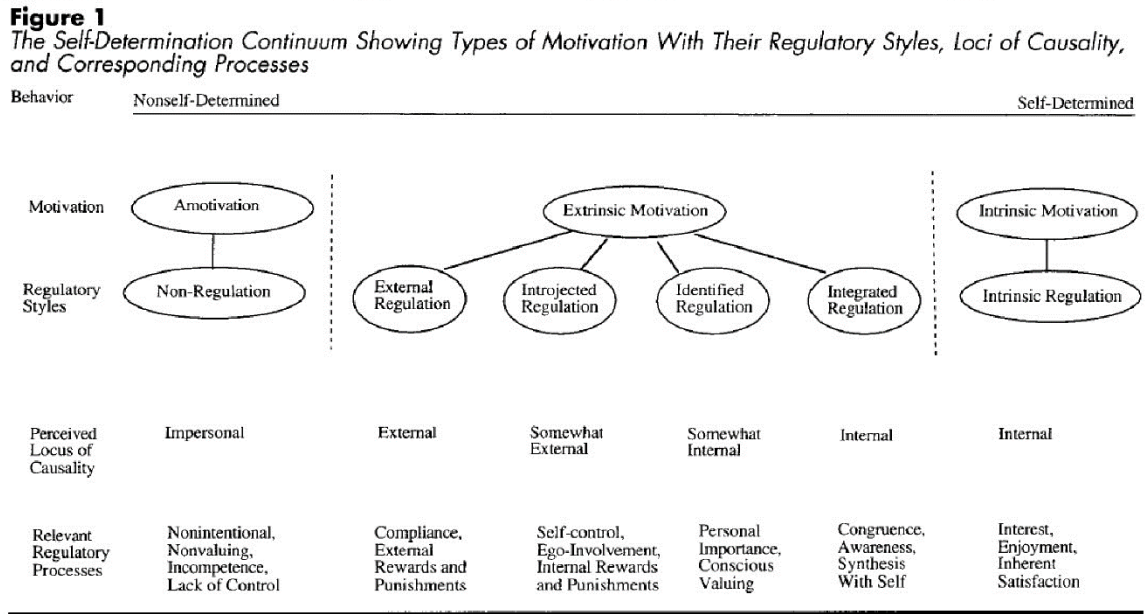 Figure 1
The Self-Determination Continuum Showing Types of Motivation With Their Regulatory Styles, Loci of Causality,
and Corresponding Processes
Behavior
Nonself-Determined
Self-Determined
Motivation
Amotivation
Extrinsic Motivation
Intrinsic Motivation
Regulatory
Styles
Non-Regulation
External
Regulation
Introjected
Regulation
Identified
Regulation
Integrated
Regulation
Intrinsic Regulation
Perceived
Locus of
Causality
Impersonal
External
Somewhat
External
Somewhat
Internal
Internal
Internal
Relevant
Regulatory
Processes
Nonintentional,
Nonvaluing,
Incompetence,
Lack of Control
Compliance,
External
Rewards and
Punishments
Self-control,
Ego-Involvement,
Internal Rewards
and Punishments
Personal
Importance,
Conscious
Valuing
Congruence,
Awareness,
Synthesis
With Self
Interest,
Enjoyment,
Inherent
Satisfaction